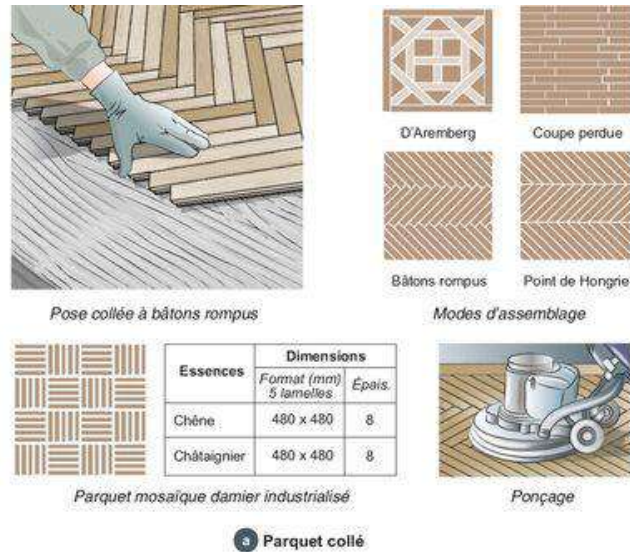 D'Aremberg
Coupe perdue
Bâtons rompus
Point de Hongrie
Pose collée à bâtons rompus
Modes d'assemblage
Essences
Dimensions
Format (mm)
5 lamelles
Épais.
Chêne
480 x 480
8
Châtaignier
480 x 480
8
Parquet mosaïque damier industrialisé
Ponçage
a Parquet collé